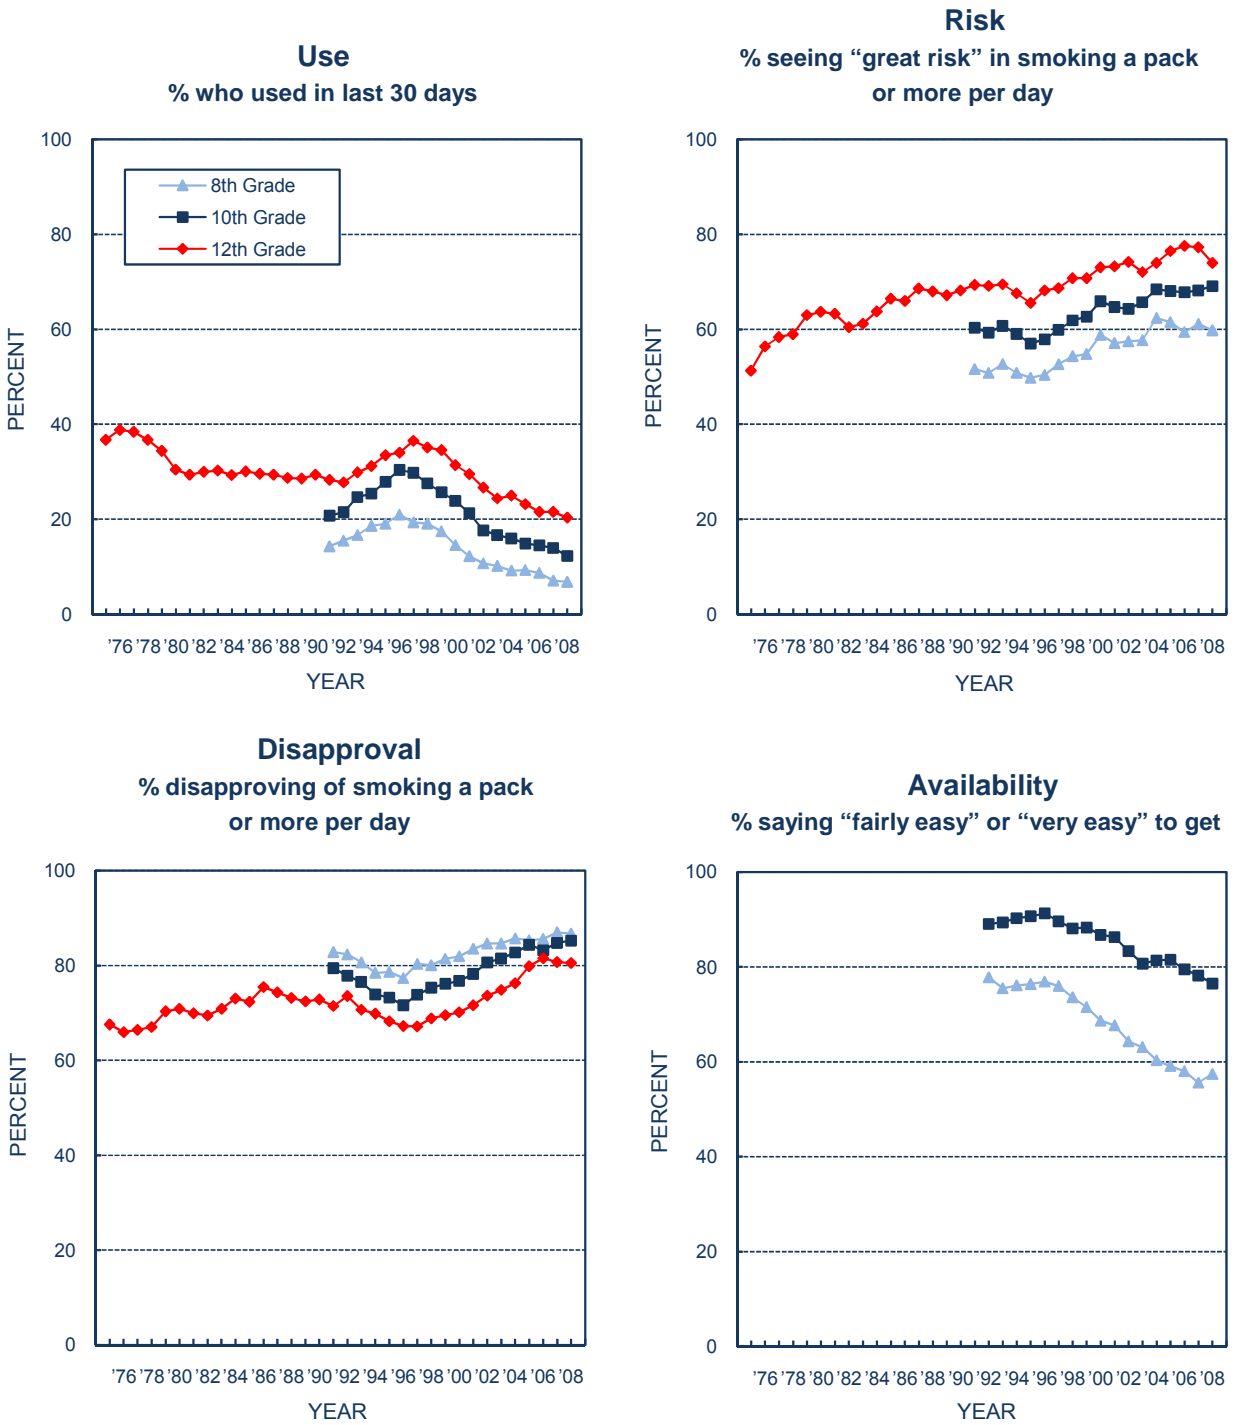 Use
% who used in last 30 days
100
80
60
40
20
0
PERCENT
8th Grade
10th Grade
12th Grade
’76 ’78 ’80 ’82 ’84 ’86 ’88 ’90 ’92 ’94 ’96 ’98 ’00 ’02 ’04 ’06 ’08
YEAR
Risk
% seeing “great risk” in smoking a pack
or more per day
100
80
60
40
20
0
PERCENT
’76 ’78 ’80 ’82 ’84 ’86 ’88 ’90 ’92 ’94 ’96 ’98 ’00 ’02 ’04 ’06 ’08
YEAR
Disapproval
% disapproving of smoking a pack
or more per day
100
80
60
40
20
0
PERCENT
’76 ’78 ’80 ’82 ’84 ’86 ’88 ’90 ’92 ’94 ’96 ’98 ’00 ’02 ’04 ’06 ’08
YEAR
Availability
% saying “fairly easy” or “very easy” to get
100
80
60
40
20
0
PERCENT
’76 ’78 ’80 ’82 ’84 ’86 ’88 ’90 ’92 ’94 ’96 ’98 ’00 ’02 ’04 ’06 ’08
YEAR